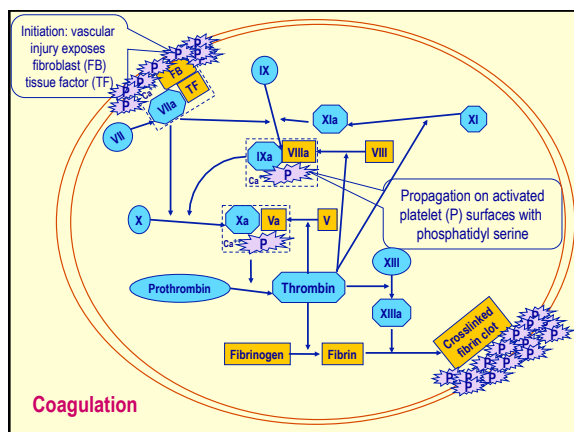 Initiation: vascular
injury exposes
fibroblast (FB)
tissue factor (TF)
P
P
P
P
P
P
P
P
P
P
FB
TF
Ca⁺⁺
VIIa
VII
IX
XIa
XI
IXa
VIIIa
VIII
Ca⁺⁺
P
Propagation on activated
platelet (P) surfaces with
phosphatidyl serine
X
Xa
Va
V
Ca⁺⁺
P
XIII
Prothrombin
Thrombin
XIIIa
Fibrinogen
Fibrin
Crosslinked
fibrin clot
P
P
P
P
P
P
P
P
P
P
P
P
Coagulation